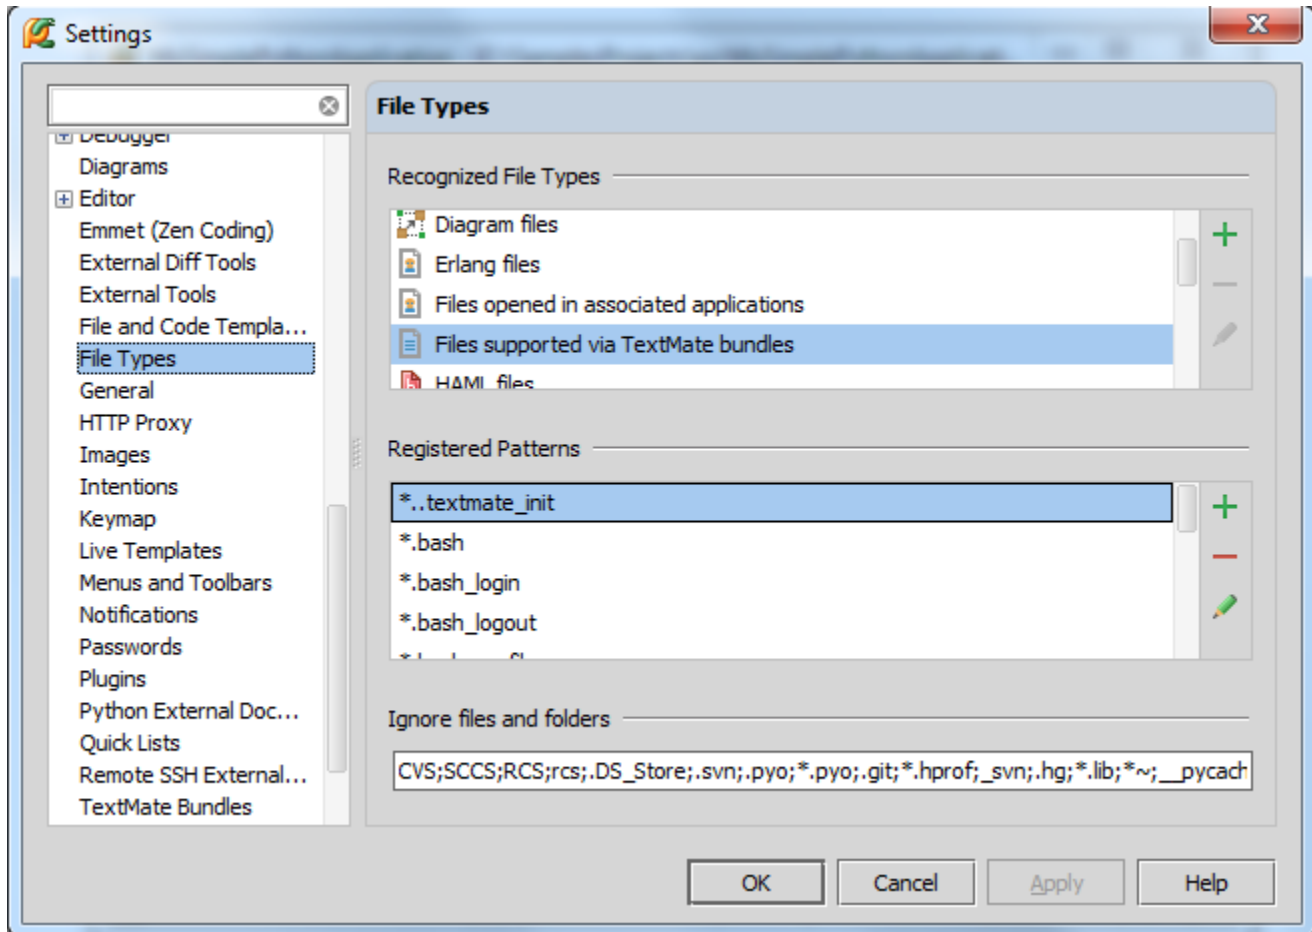 Settings
Debugger
Diagrams
Editor
Emmet (Zen Coding)
External Diff Tools
External Tools
File and Code Templa...
File Types
General
HTTP Proxy
Images
Intentions
Keymap
Live Templates
Menus and Toolbars
Notifications
Passwords
Plugins
Python External Doc...
Quick Lists
Remote SSH External...
TextMate Bundles
File Types
Recognized File Types
Diagram files
Erlang files
Files opened in associated applications
Files supported via TextMate bundles
HAML files
Registered Patterns
*..textmate_init
*.bash
*.bash_login
*.bash_logout
Ignore files and folders
CVS;SCCS;RCS;rcs;.DS_Store;.svn;.pyo;*.pyo;.git;*.hprof;_svn;.hg;*.lib;*~;__pycach
OK
Cancel
Apply
Help